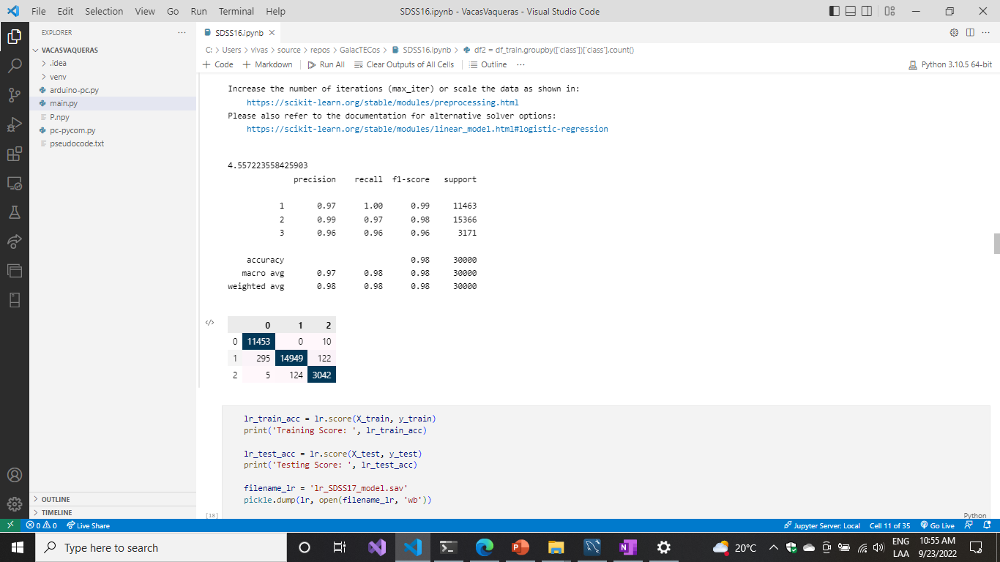 File Edit Selection View Go Run Terminal Help SDSS16.ipynb - VacasVaqueras - Visual Studio Code
EXPLORER
VACASVAQUERAS
.idea
venv
arduino-pc.py
main.py
P.npy
pc-pycom.py
pseudocode.txt
OUTLINE
TIMELINE
SDSS16.ipynb
C: > Users > vivas > source > repos > GalacTECos > SDSS16.ipynb > df2 = df_train.groupby(['class'])['class'].count()
+ Code + Markdown Run All Clear Outputs of All Cells Outline ... Python 3.10.5 64-bit
Increase the number of iterations (max_iter) or scale the data as shown in:
https://scikit-learn.org/stable/modules/preprocessing.html
Please also refer to the documentation for alternative solver options:
https://scikit-learn.org/stable/modules/linear_model.html#logistic-regression
4.557223558425903
precision recall f1-score support
1 0.97 1.00 0.99 11463
2 0.99 0.97 0.98 15366
3 0.96 0.96 0.96 3171
accuracy 0.98 30000
macro avg 0.97 0.98 0.98 30000
weighted avg 0.98 0.98 0.98 30000
</>
0 1 2
0 11453 0 10
1 295 14949 122
2 5 124 3042
lr_train_acc = lr.score(X_train, y_train)
print('Training Score: ', lr_train_acc)
lr_test_acc = lr.score(X_test, y_test)
print('Testing Score: ', lr_test_acc)
filename_lr = 'lr_SDSS17_model.sav'
pickle.dump(lr, open(filename_lr, 'wb'))
[18] Python
0 0 Live Share Jupyter Server: Local Cell 11 of 35 Go Live
Type here to search 20°C ENG 10:55 AM
LAA 9/23/2022